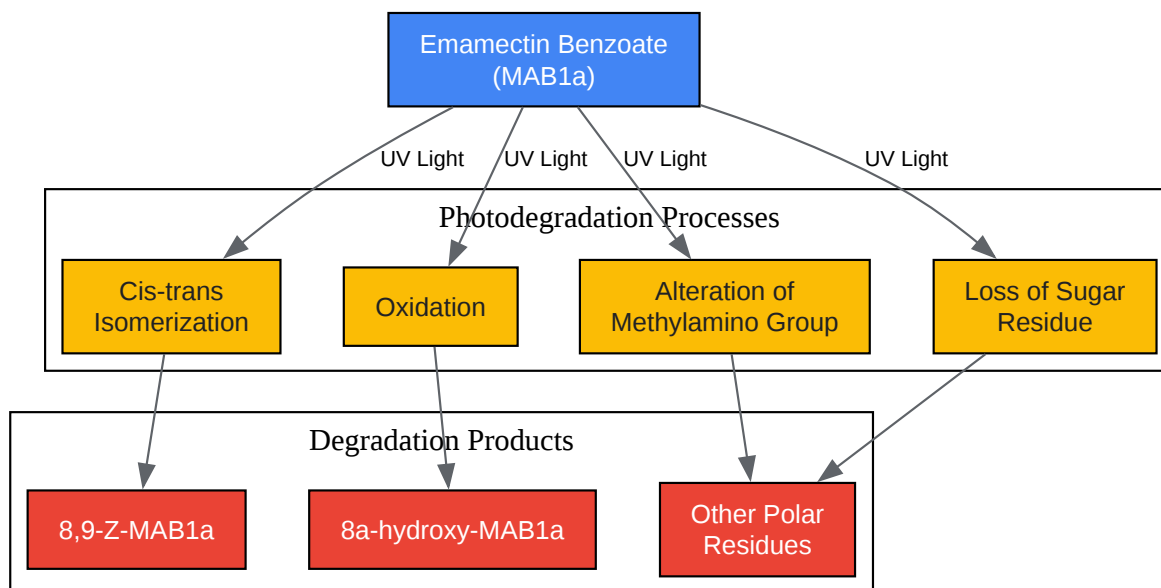 Emamectin Benzoate
(MAB1a)
UV Light
UV Light
UV Light
UV Light
Photodegradation Processes
Cis-trans
Isomerization
Oxidation
Alteration of
Methylamino Group
Loss of Sugar
Residue
Degradation Products
8,9-Z-MAB1a
8a-hydroxy-MAB1a
Other Polar
Residues